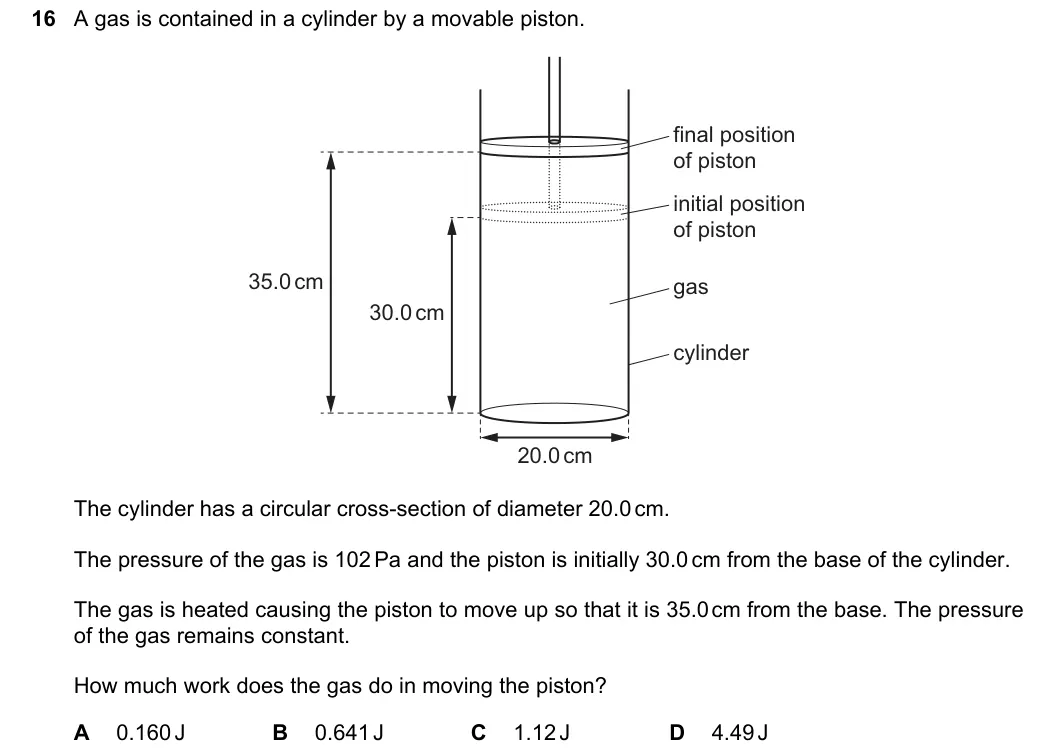 16 A gas is contained in a cylinder by a movable piston.
final position
of piston
initial position
of piston
35.0 cm
gas
30.0 cm
cylinder
20.0 cm
The cylinder has a circular cross-section of diameter 20.0 cm.
The pressure of the gas is 102 Pa and the piston is initially 30.0 cm from the base of the cylinder.
The gas is heated causing the piston to move up so that it is 35.0 cm from the base. The pressure
of the gas remains constant.
How much work does the gas do in moving the piston?
A 0.160 J B 0.641 J C 1.12 J D 4.49 J